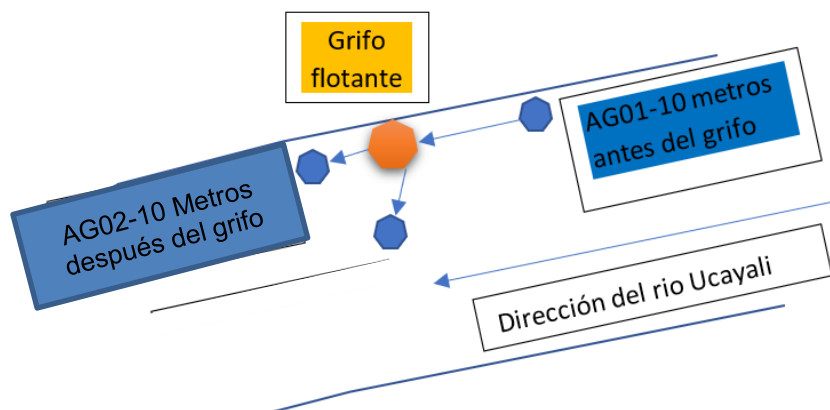 Grifo
flotante
AG01-10 metros
antes del grifo
AG02-10 Metros
después del grifo
Dirección del rio Ucayali